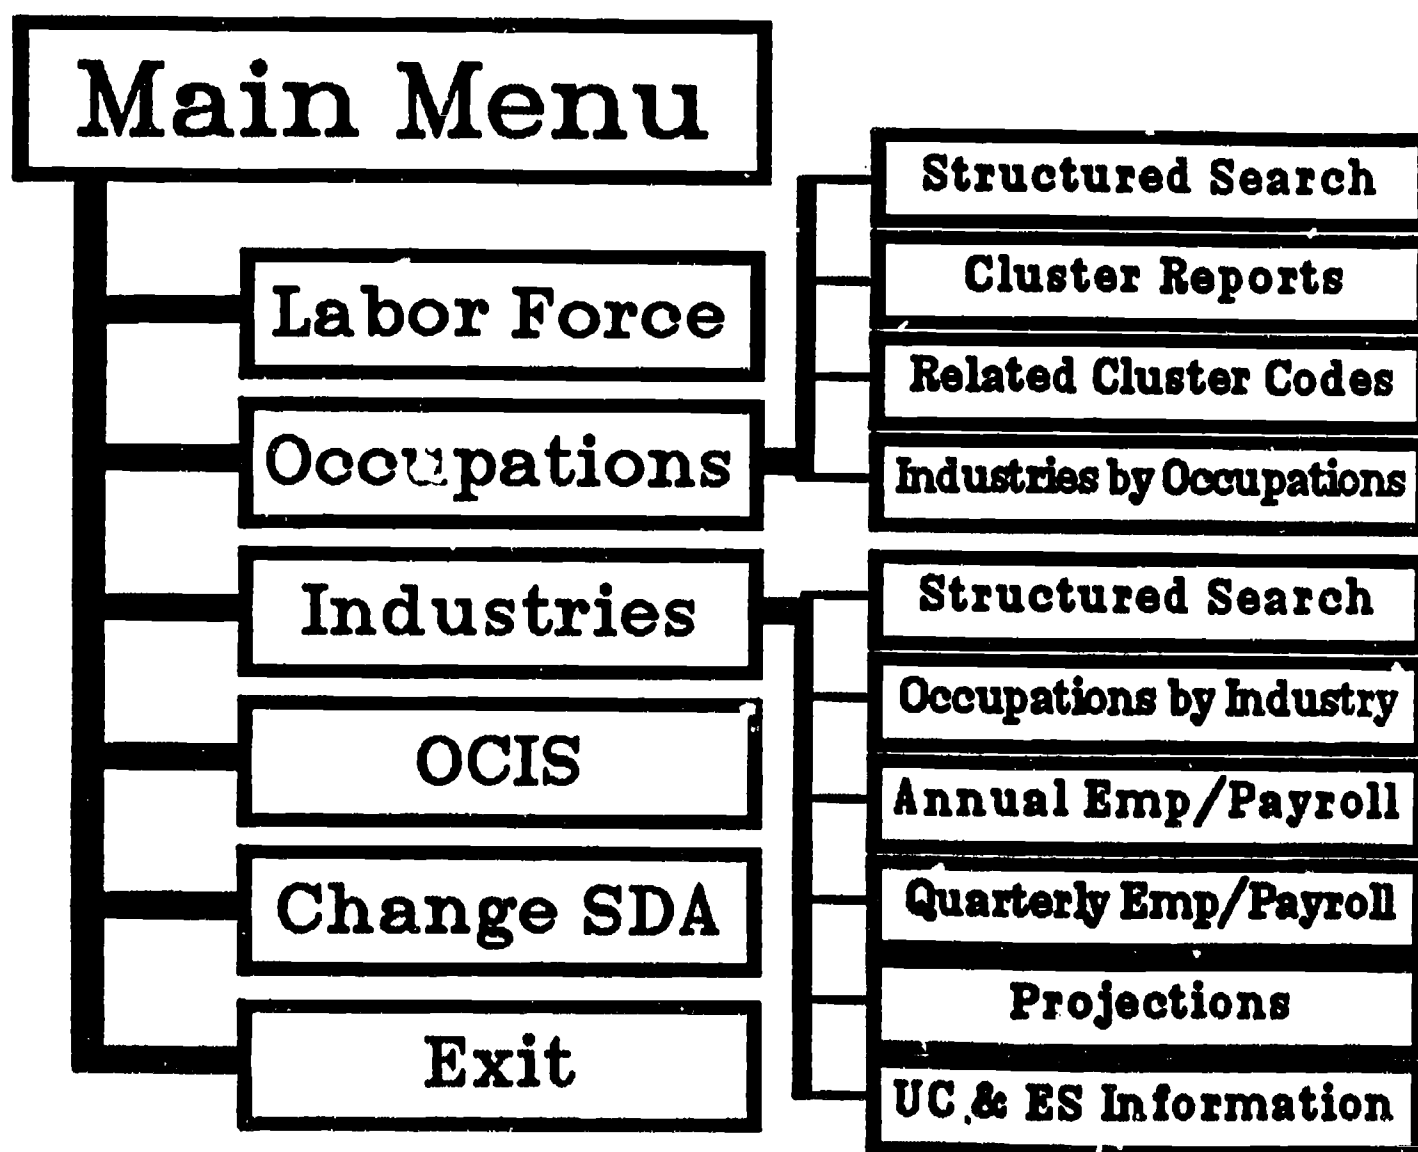 Main Menu
Labor Force
Occupations
Industries
OCIS
Change SDA
Exit
Structured Search
Cluster Reports
Related Cluster Codes
Industries by Occupations
Structured Search
Occupations by Industry
Annual Emp/Payroll
Quarterly Emp/Payroll
Projections
UC & ES Information